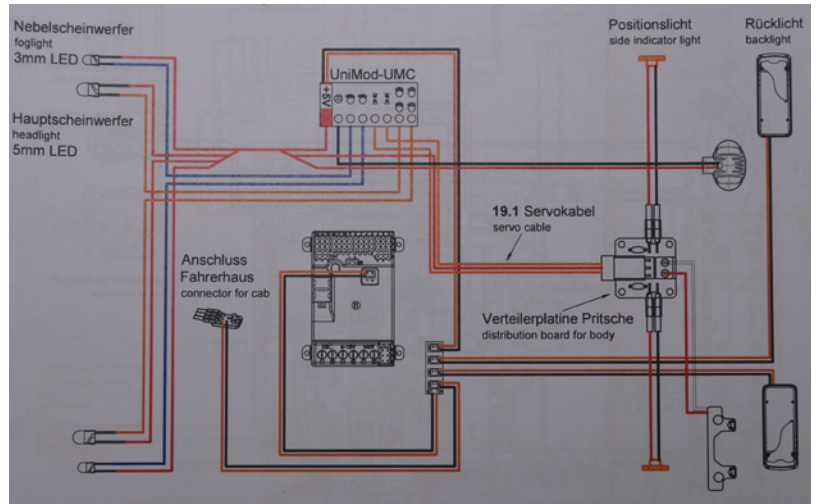 Nebelscheinwerfer
foglight
3mm LED
Hauptscheinwerfer
headlight
5mm LED
UniMod-UMC
+5V
Positionslicht
side indicator light
Rücklicht
backlight
19.1 Servokabel
servo cable
Anschluss
Fahrerhaus
connector for cab
Verteilerplatine Pritsche
distribution board for body